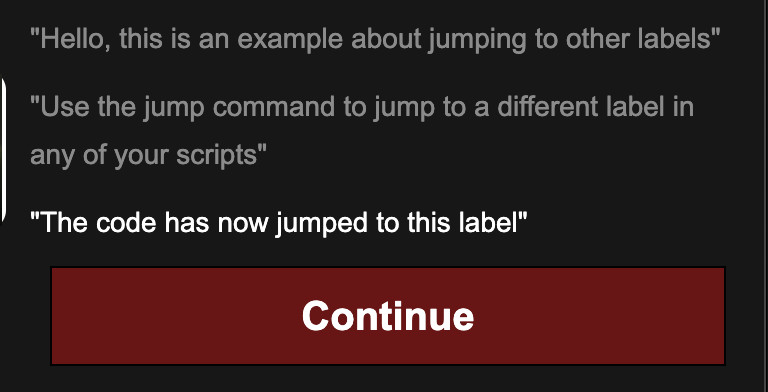 "Hello, this is an example about jumping to other labels"
"Use the jump command to jump to a different label in
any of your scripts"
"The code has now jumped to this label"
Continue